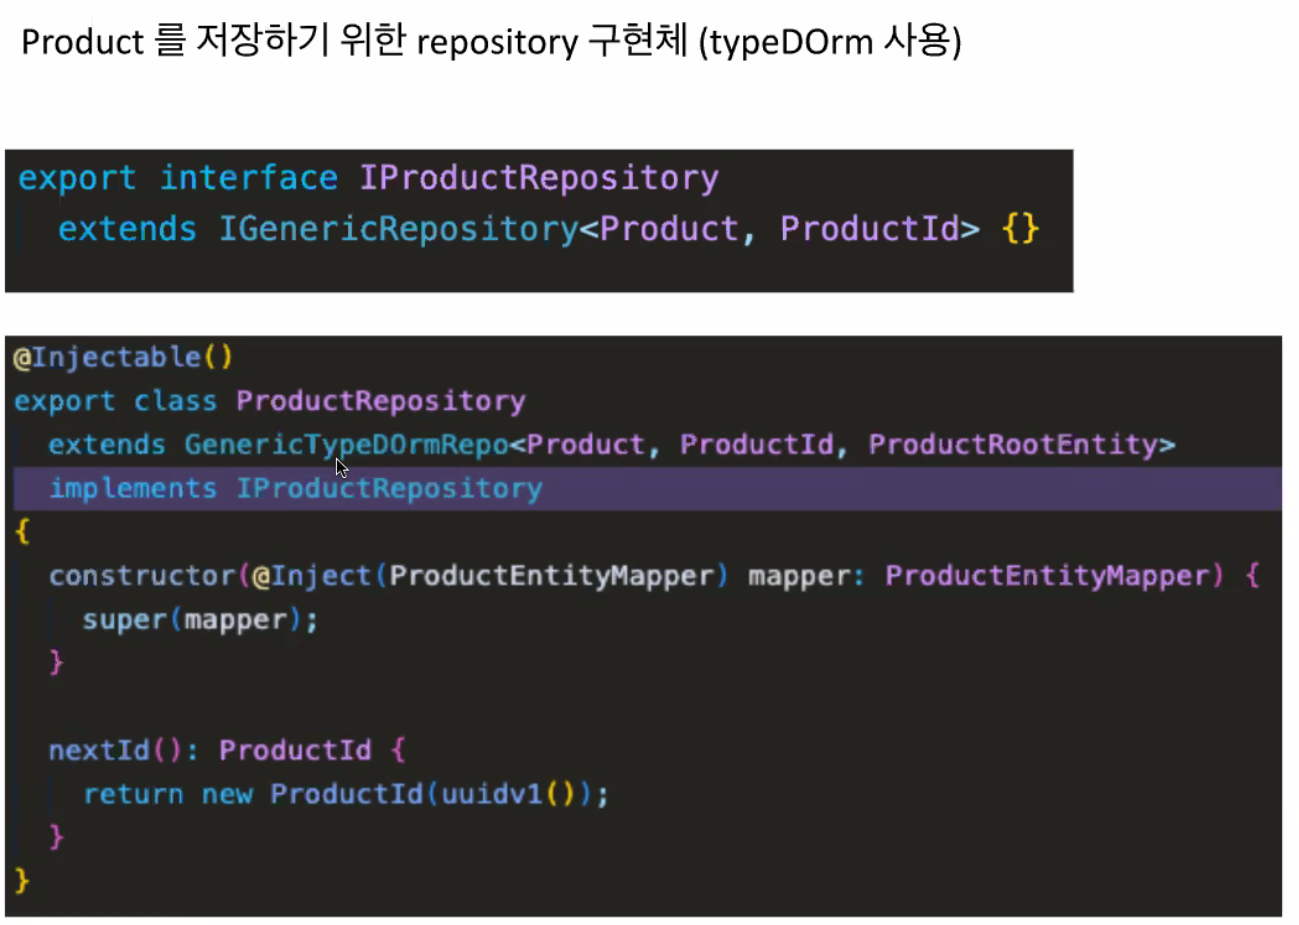 Product 를 저장하기 위한 repository 구현체 (typeDOrm 사용)
export interface IProductRepository
extends IGenericRepository<Product, ProductId> {}
@Injectable()
export class ProductRepository
extends GenericTypeDOrmRepo<Product, ProductId, ProductRootEntity>
implements IProductRepository
{
constructor(@Inject(ProductEntityMapper) mapper: ProductEntityMapper) {
super(mapper);
}
nextId(): ProductId {
return new ProductId(uuidv1());
}
}